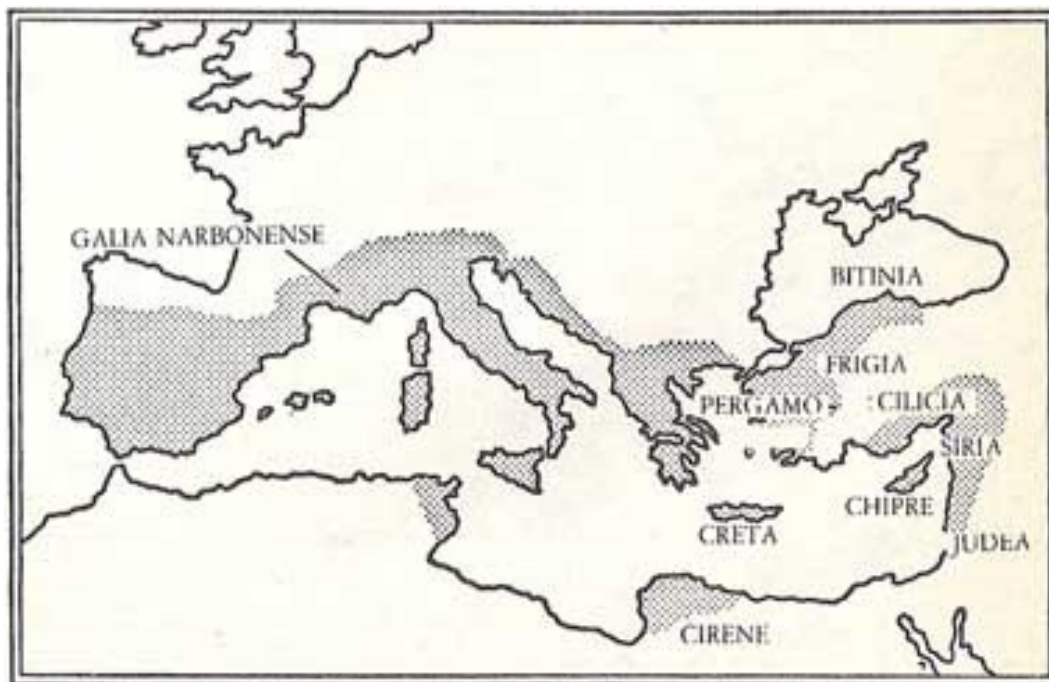 GALIA NARBONENSE
BITINIA
FRIGIA
PERGAMO
CILICIA
SIRIA
CHIPRE
CRETA
JUDEA
CIRENE